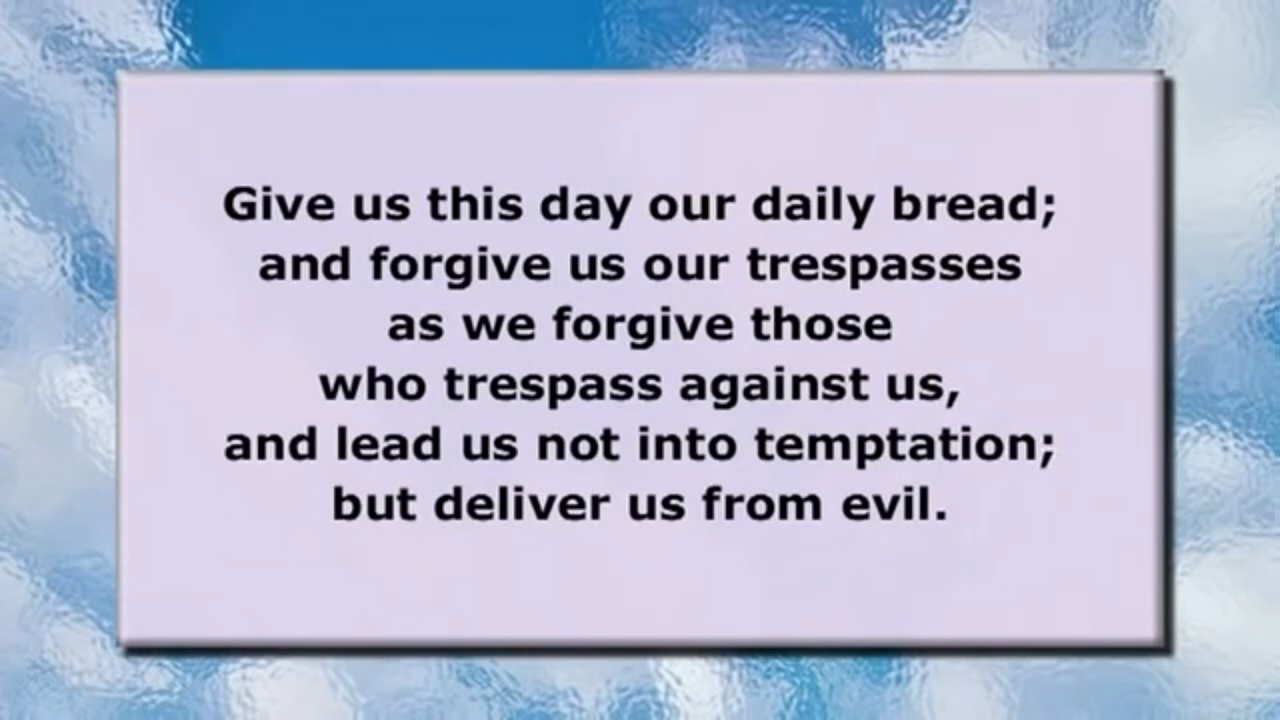 Give us this day our daily bread;
and forgive us our trespasses
as we forgive those
who trespass against us,
and lead us not into temptation;
but deliver us from evil.